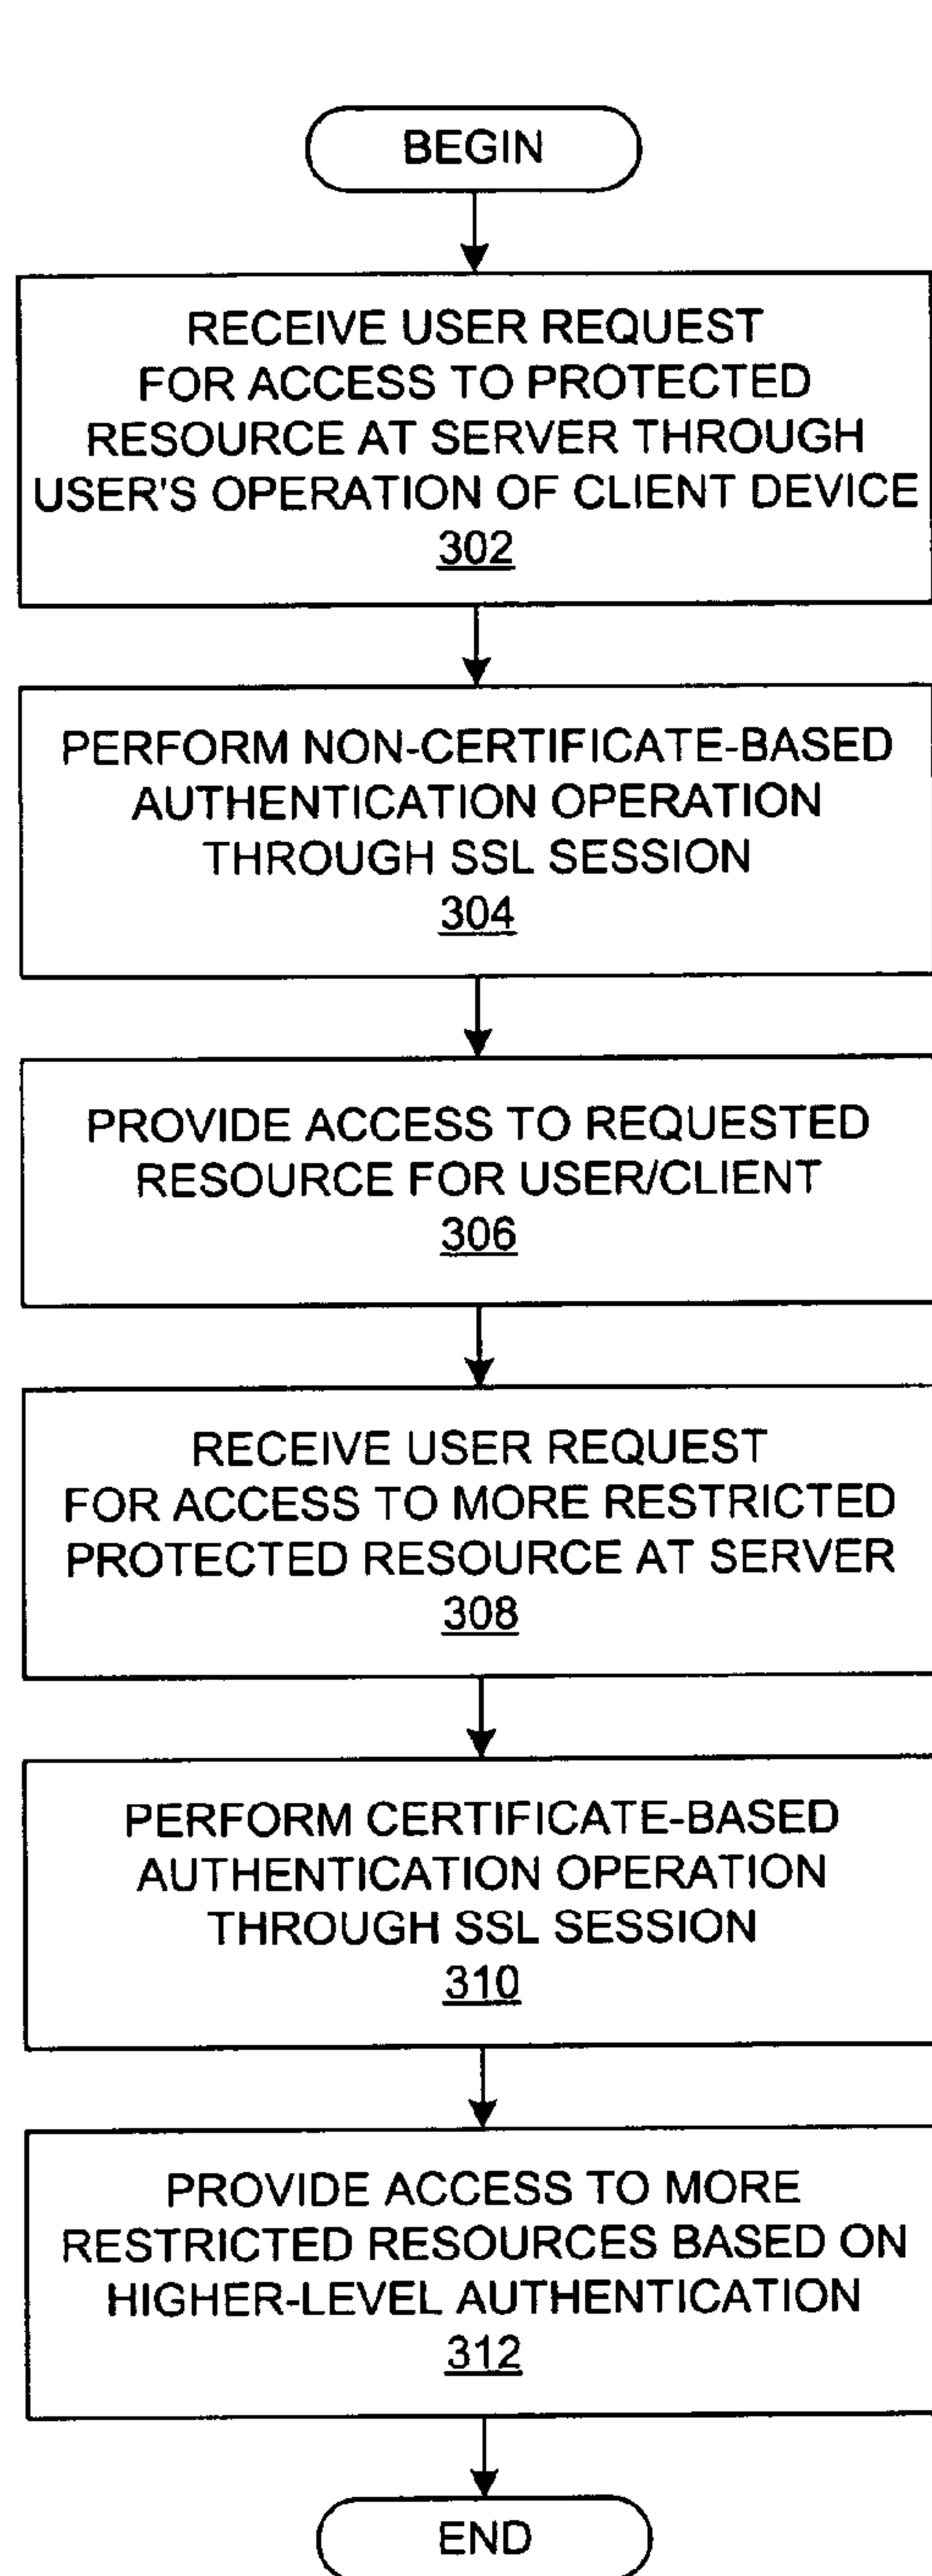 BEGIN
RECEIVE USER REQUEST
FOR ACCESS TO PROTECTED
RESOURCE AT SERVER THROUGH
USER'S OPERATION OF CLIENT DEVICE
302
PERFORM NON-CERTIFICATE-BASED
AUTHENTICATION OPERATION
THROUGH SSL SESSION
304
PROVIDE ACCESS TO REQUESTED
RESOURCE FOR USER/CLIENT
306
RECEIVE USER REQUEST
FOR ACCESS TO MORE RESTRICTED
PROTECTED RESOURCE AT SERVER
308
PERFORM CERTIFICATE-BASED
AUTHENTICATION OPERATION
THROUGH SSL SESSION
310
PROVIDE ACCESS TO MORE
RESTRICTED RESOURCES BASED ON
HIGHER-LEVEL AUTHENTICATION
312
END